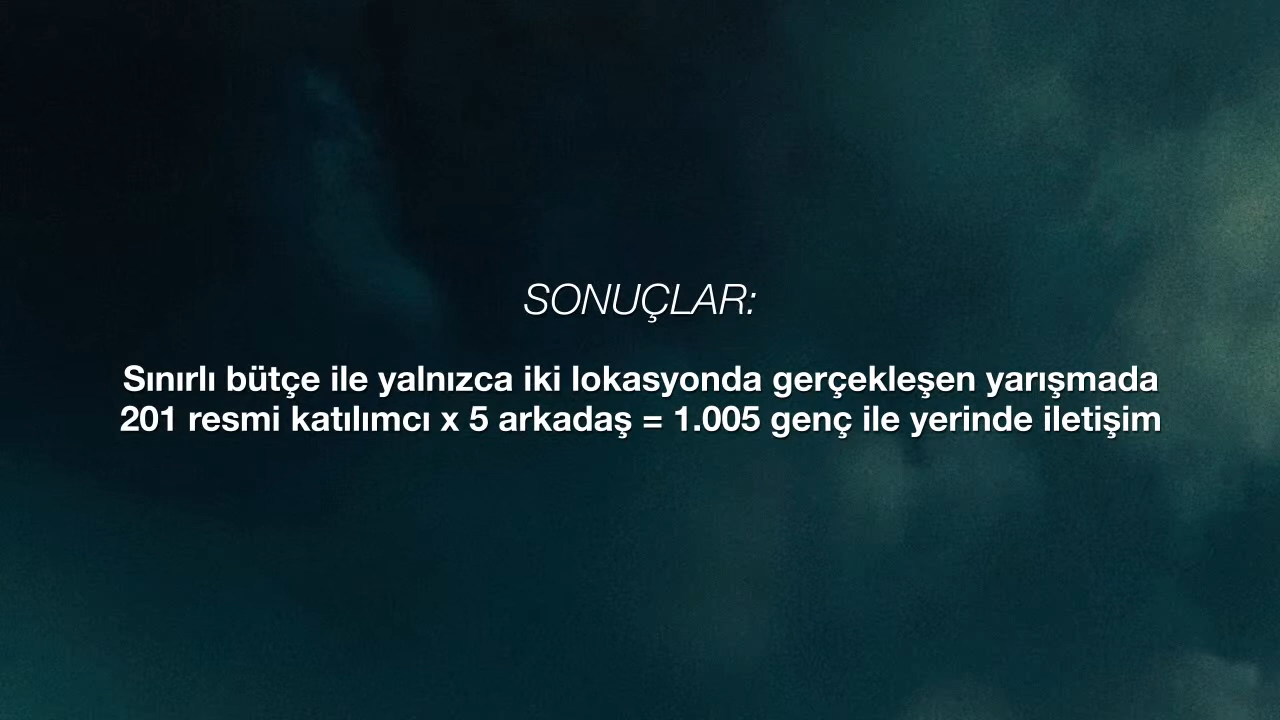 SONUÇLAR:
Sınırlı bütçe ile yalnızca iki lokasyonda gerçekleşen yarışmada
201 resmi katılımcı x 5 arkadaş = 1.005 genç ile yerinde iletişim